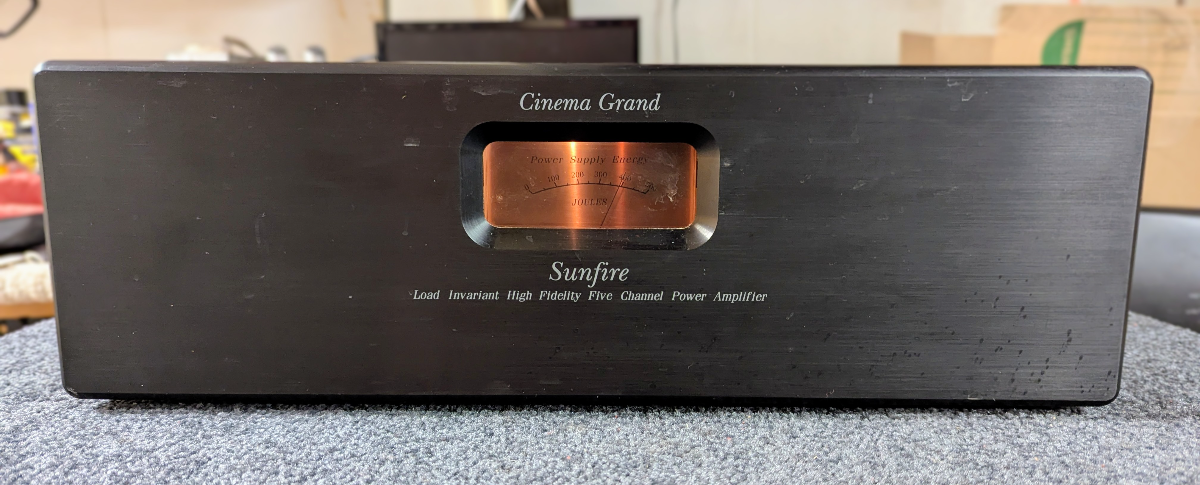 Cinema Grand
Power Supply Energy
0 100 200 300 400
JOULES
Sunfire
Load Invariant High Fidelity Five Channel Power Amplifier